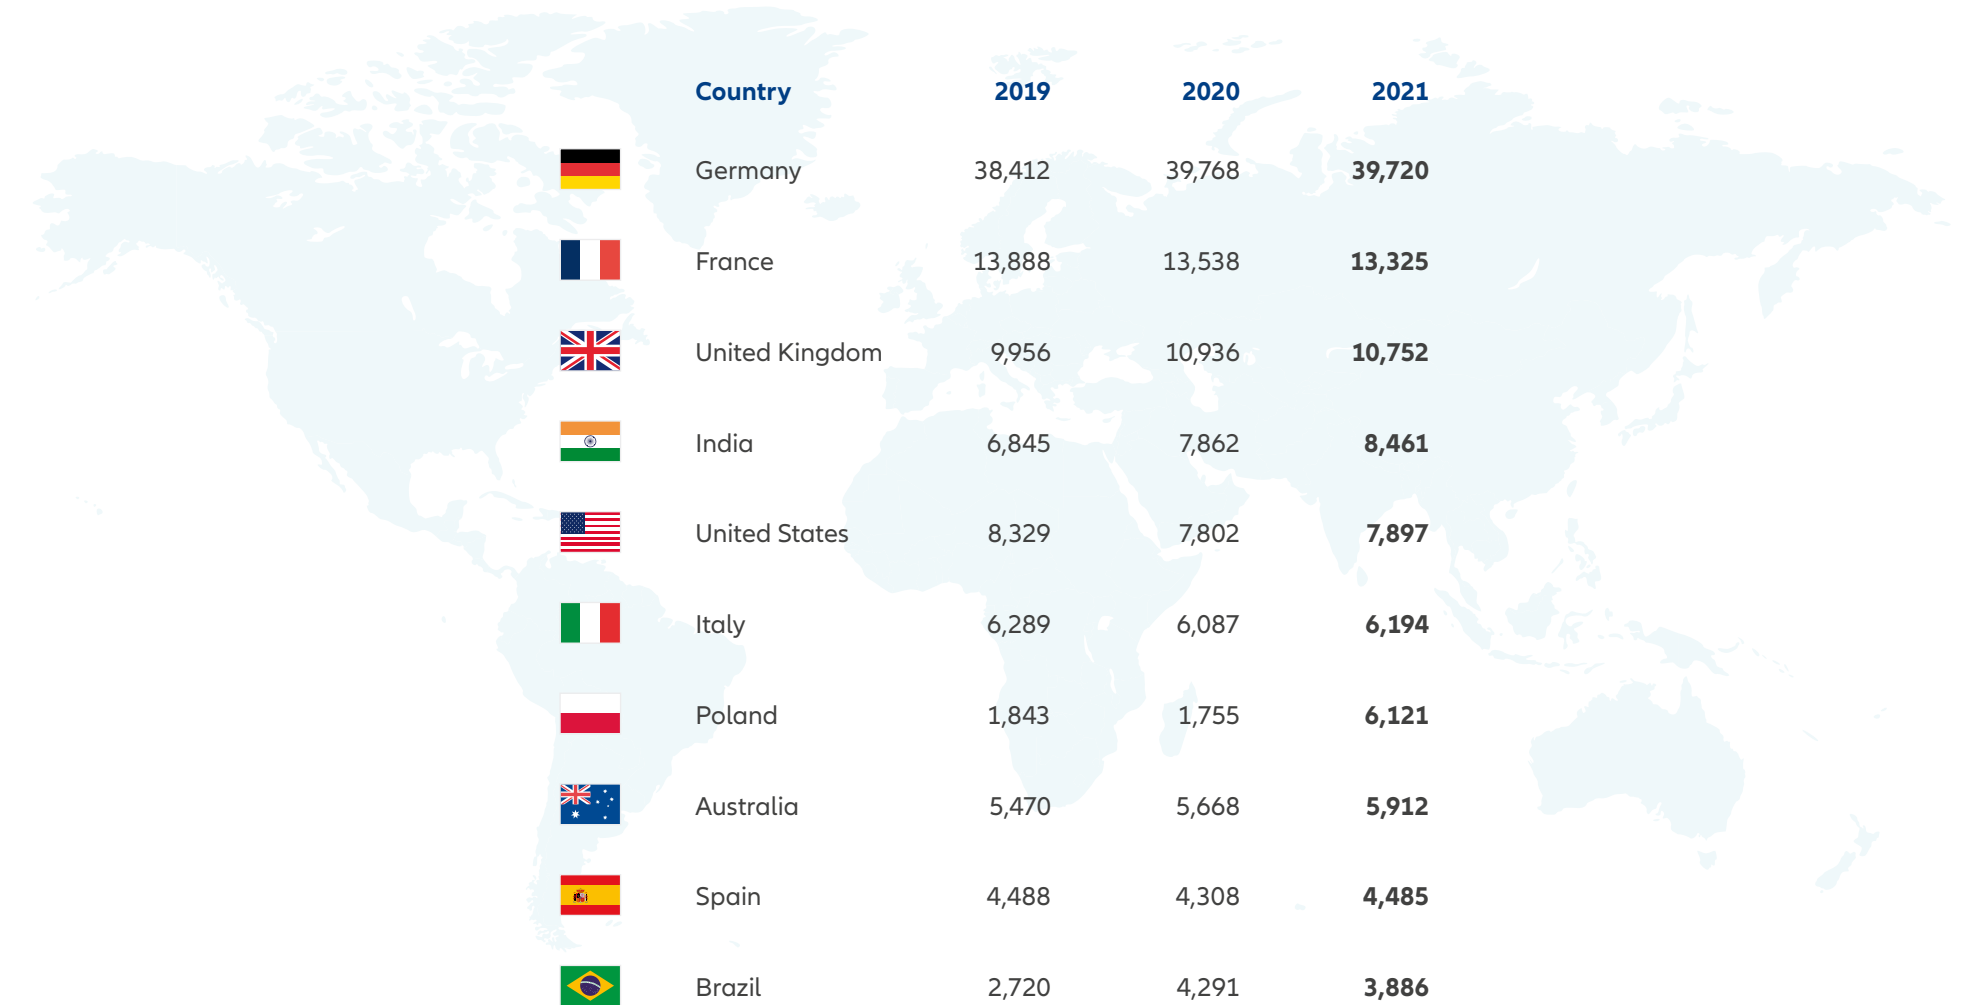 Country 2019 2020 2021
Germany 38,412 39,768 39,720
France 13,888 13,538 13,325
United Kingdom 9,956 10,936 10,752
India 6,845 7,862 8,461
United States 8,329 7,802 7,897
Italy 6,289 6,087 6,194
Poland 1,843 1,755 6,121
Australia 5,470 5,668 5,912
Spain 4,488 4,308 4,485
Brazil 2,720 4,291 3,886